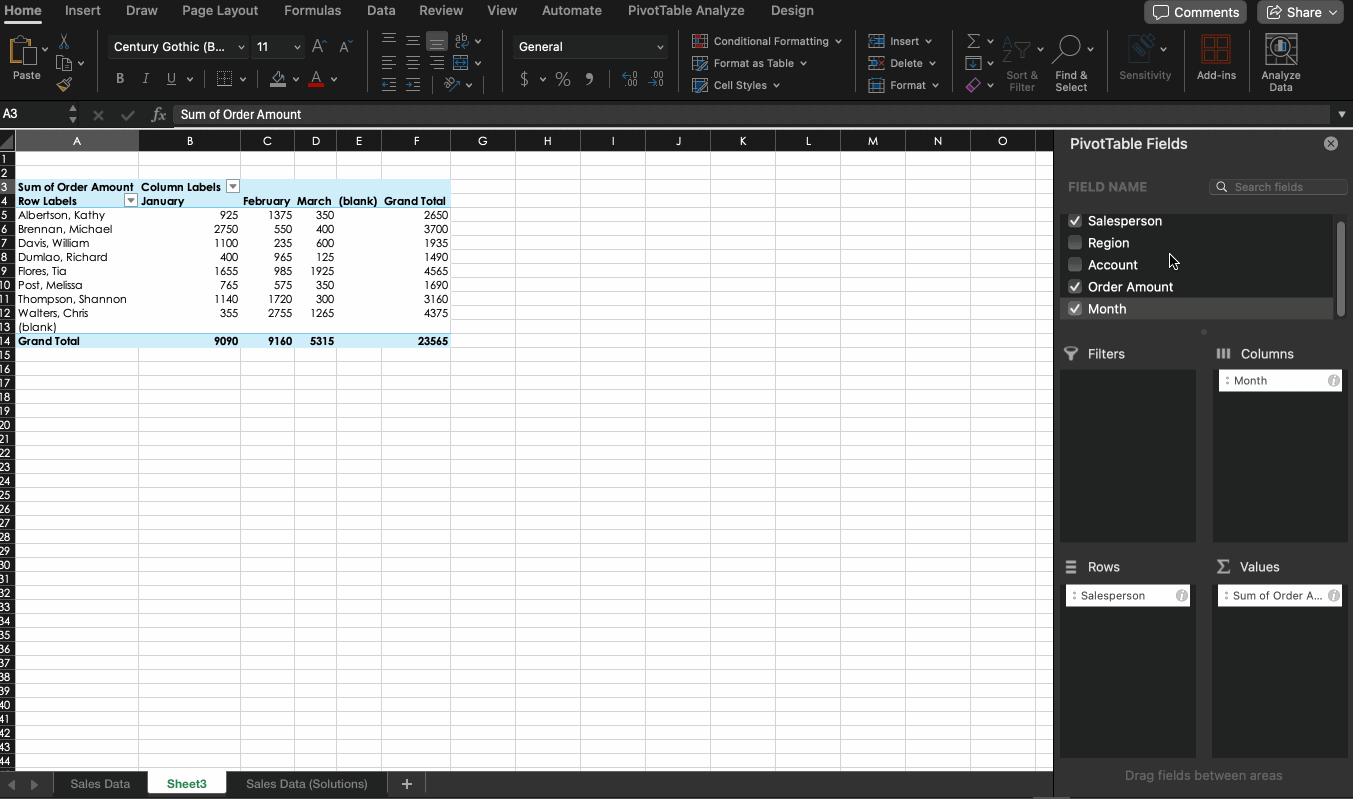 Home Insert Draw Page Layout Formulas Data Review View Automate PivotTable Analyze Design Comments Share
Paste
Century Gothic (B... 11
General
Conditional Formatting
Format as Table
Cell Styles
Insert
Delete
Format
Sort & Filter
Find & Select
Sensitivity
Add-ins
Analyze Data
B I U A
$ %
A3 fx Sum of Order Amount
A B C D E F G H I J K L M N O
1
2
3 Sum of Order Amount Column Labels
4 Row Labels January February March (blank) Grand Total
5 Albertson, Kathy 925 1375 350 2650
6 Brennan, Michael 2750 550 400 3700
7 Davis, William 1100 235 600 1935
8 Dumlao, Richard 400 965 125 1490
9 Flores, Tia 1655 985 1925 4565
10 Post, Melissa 765 575 350 1690
11 Thompson, Shannon 1140 1720 300 3160
12 Walters, Chris 355 2755 1265 4375
13 (blank)
14 Grand Total 9090 9160 5315 23565
15
16
17
18
19
20
21
22
23
24
25
26
27
28
29
30
31
32
33
34
35
36
37
38
39
40
41
42
43
44
PivotTable Fields
FIELD NAME Search fields
Salesperson
Region
Account
Order Amount
Month
Filters Columns
Month
Rows Values
Salesperson Sum of Order A...
Drag fields between areas
Sales Data Sheet3 Sales Data (Solutions) +